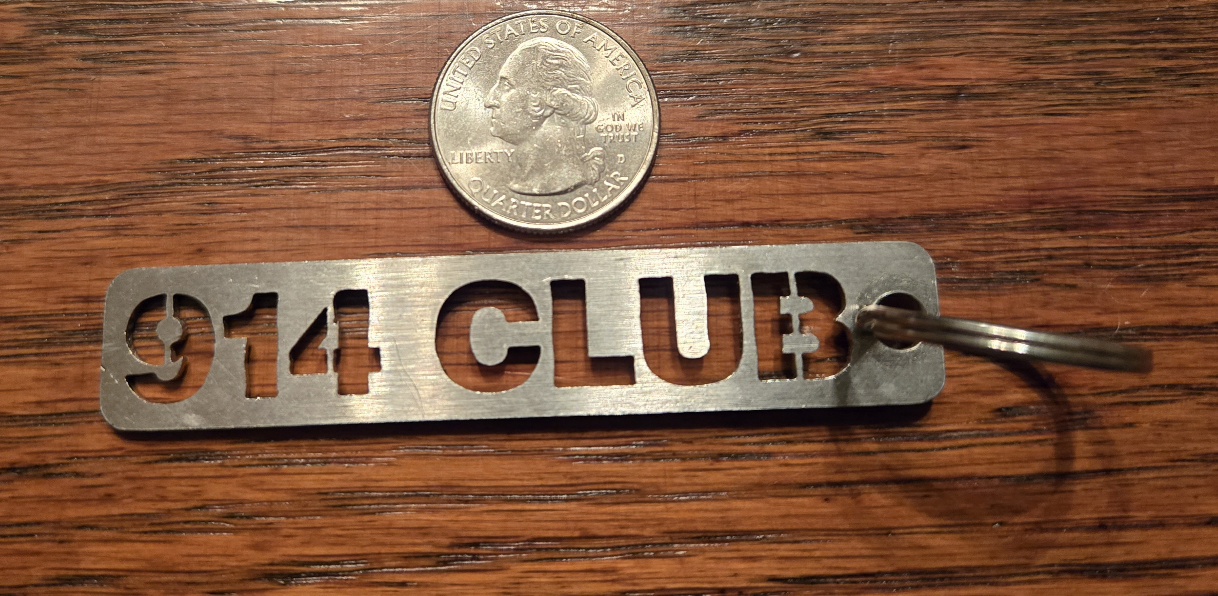 UNITED STATES OF AMERICA
IN
GOD WE
TRUST
LIBERTY
D
QUARTER DOLLAR
914 CLUB